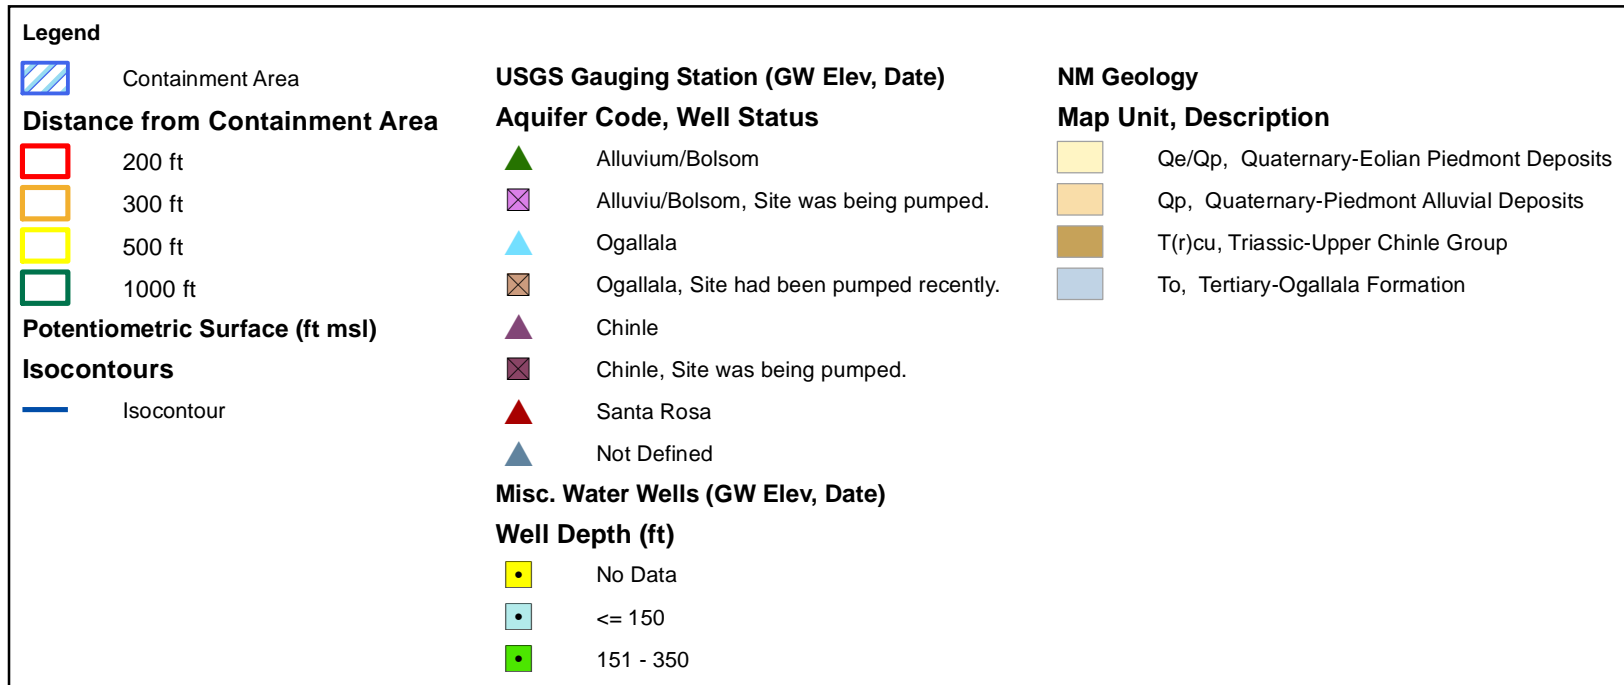 Legend
Containment Area
Distance from Containment Area
200 ft
300 ft
500 ft
1000 ft
Potentiometric Surface (ft msl)
Isocontours
Isocontour
USGS Gauging Station (GW Elev, Date)
Aquifer Code, Well Status
Alluvium/Bolsom
Alluviu/Bolsom, Site was being pumped.
Ogallala
Ogallala, Site had been pumped recently.
Chinle
Chinle, Site was being pumped.
Santa Rosa
Not Defined
Misc. Water Wells (GW Elev, Date)
Well Depth (ft)
No Data
<= 150
151 - 350
NM Geology
Map Unit, Description
Qe/Qp, Quaternary-Eolian Piedmont Deposits
Qp, Quaternary-Piedmont Alluvial Deposits
T(r)cu, Triassic-Upper Chinle Group
To, Tertiary-Ogallala Formation